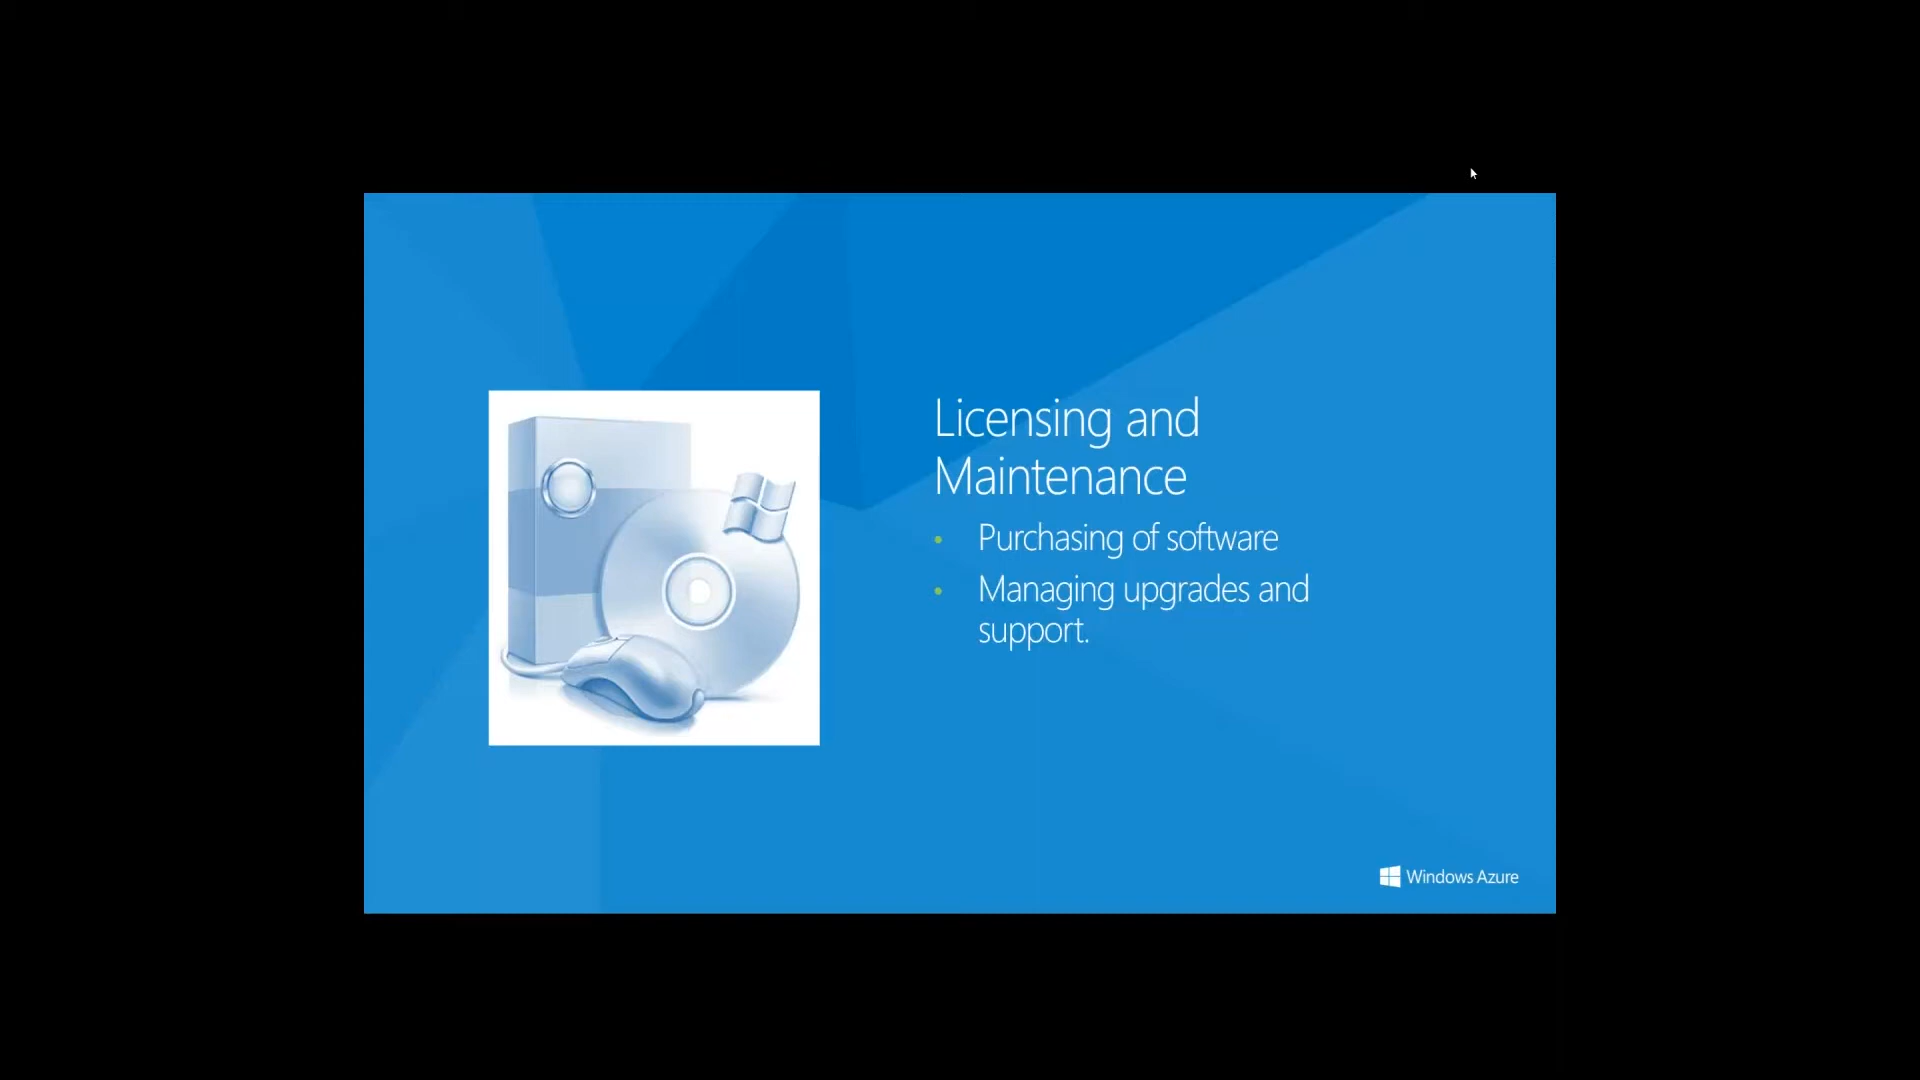 Licensing and
Maintenance
• Purchasing of software
• Managing upgrades and
support.
Windows Azure